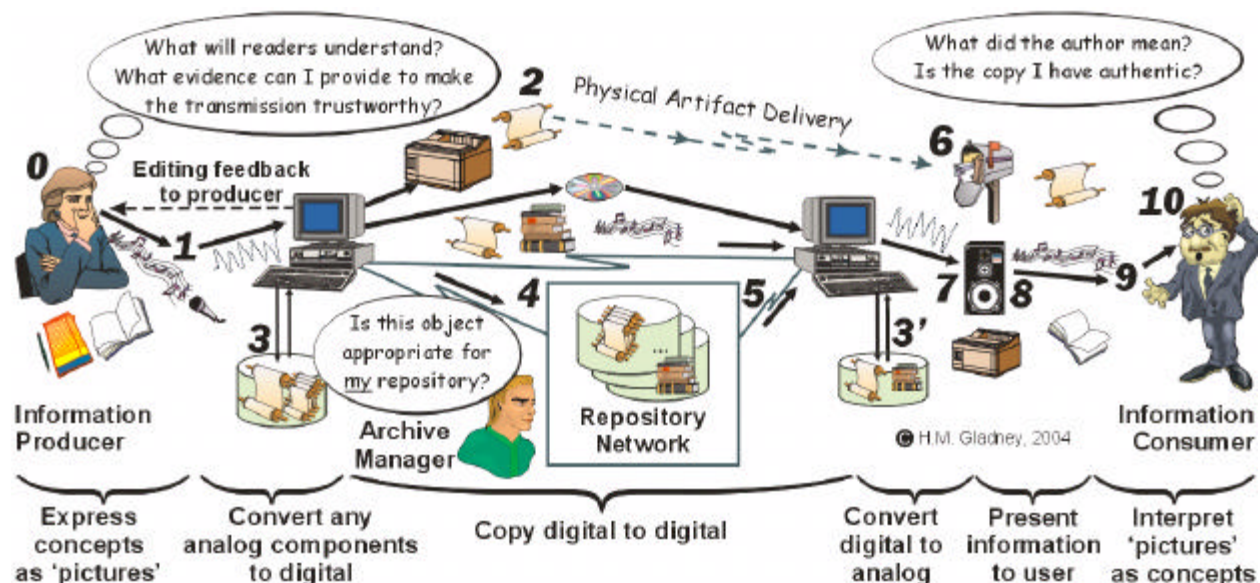 What will readers understand?
What evidence can I provide to make
the transmission trustworthy?
What did the author mean?
Is the copy I have authentic?
2
Physical Artifact Delivery
6
0
Editing feedback
to producer
1
10
3
4
5
7
8
9
3'
Is this object
appropriate for
my repository?
...
Repository
Network
Information
Producer
Archive
Manager
© H.M. Gladney, 2004
Information
Consumer
Express
concepts
as 'pictures'
Convert any
analog components
to digital
Copy digital to digital
Convert
digital to
analog
Present
information
to user
Interpret
'pictures'
as concepts